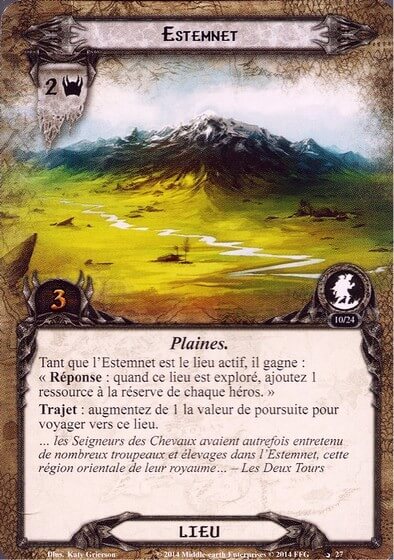 Estemnet
2
3
10/24
Plaines.
Tant que l'Estemnet est le lieu actif, il gagne :
« Réponse : quand ce lieu est exploré, ajoutez 1
ressource à la réserve de chaque héros. »
Trajet : augmentez de 1 la valeur de poursuite pour
voyager vers ce lieu.
... les Seigneurs des Chevaux avaient autrefois entretenu
de nombreux troupeaux et élevages dans l'Estemnet, cette
région orientale de leur royaume... – Les Deux Tours
LIEU
Illus. Katy Grierson
© 2014 Middle-earth Enterprises © 2014 FFG
27